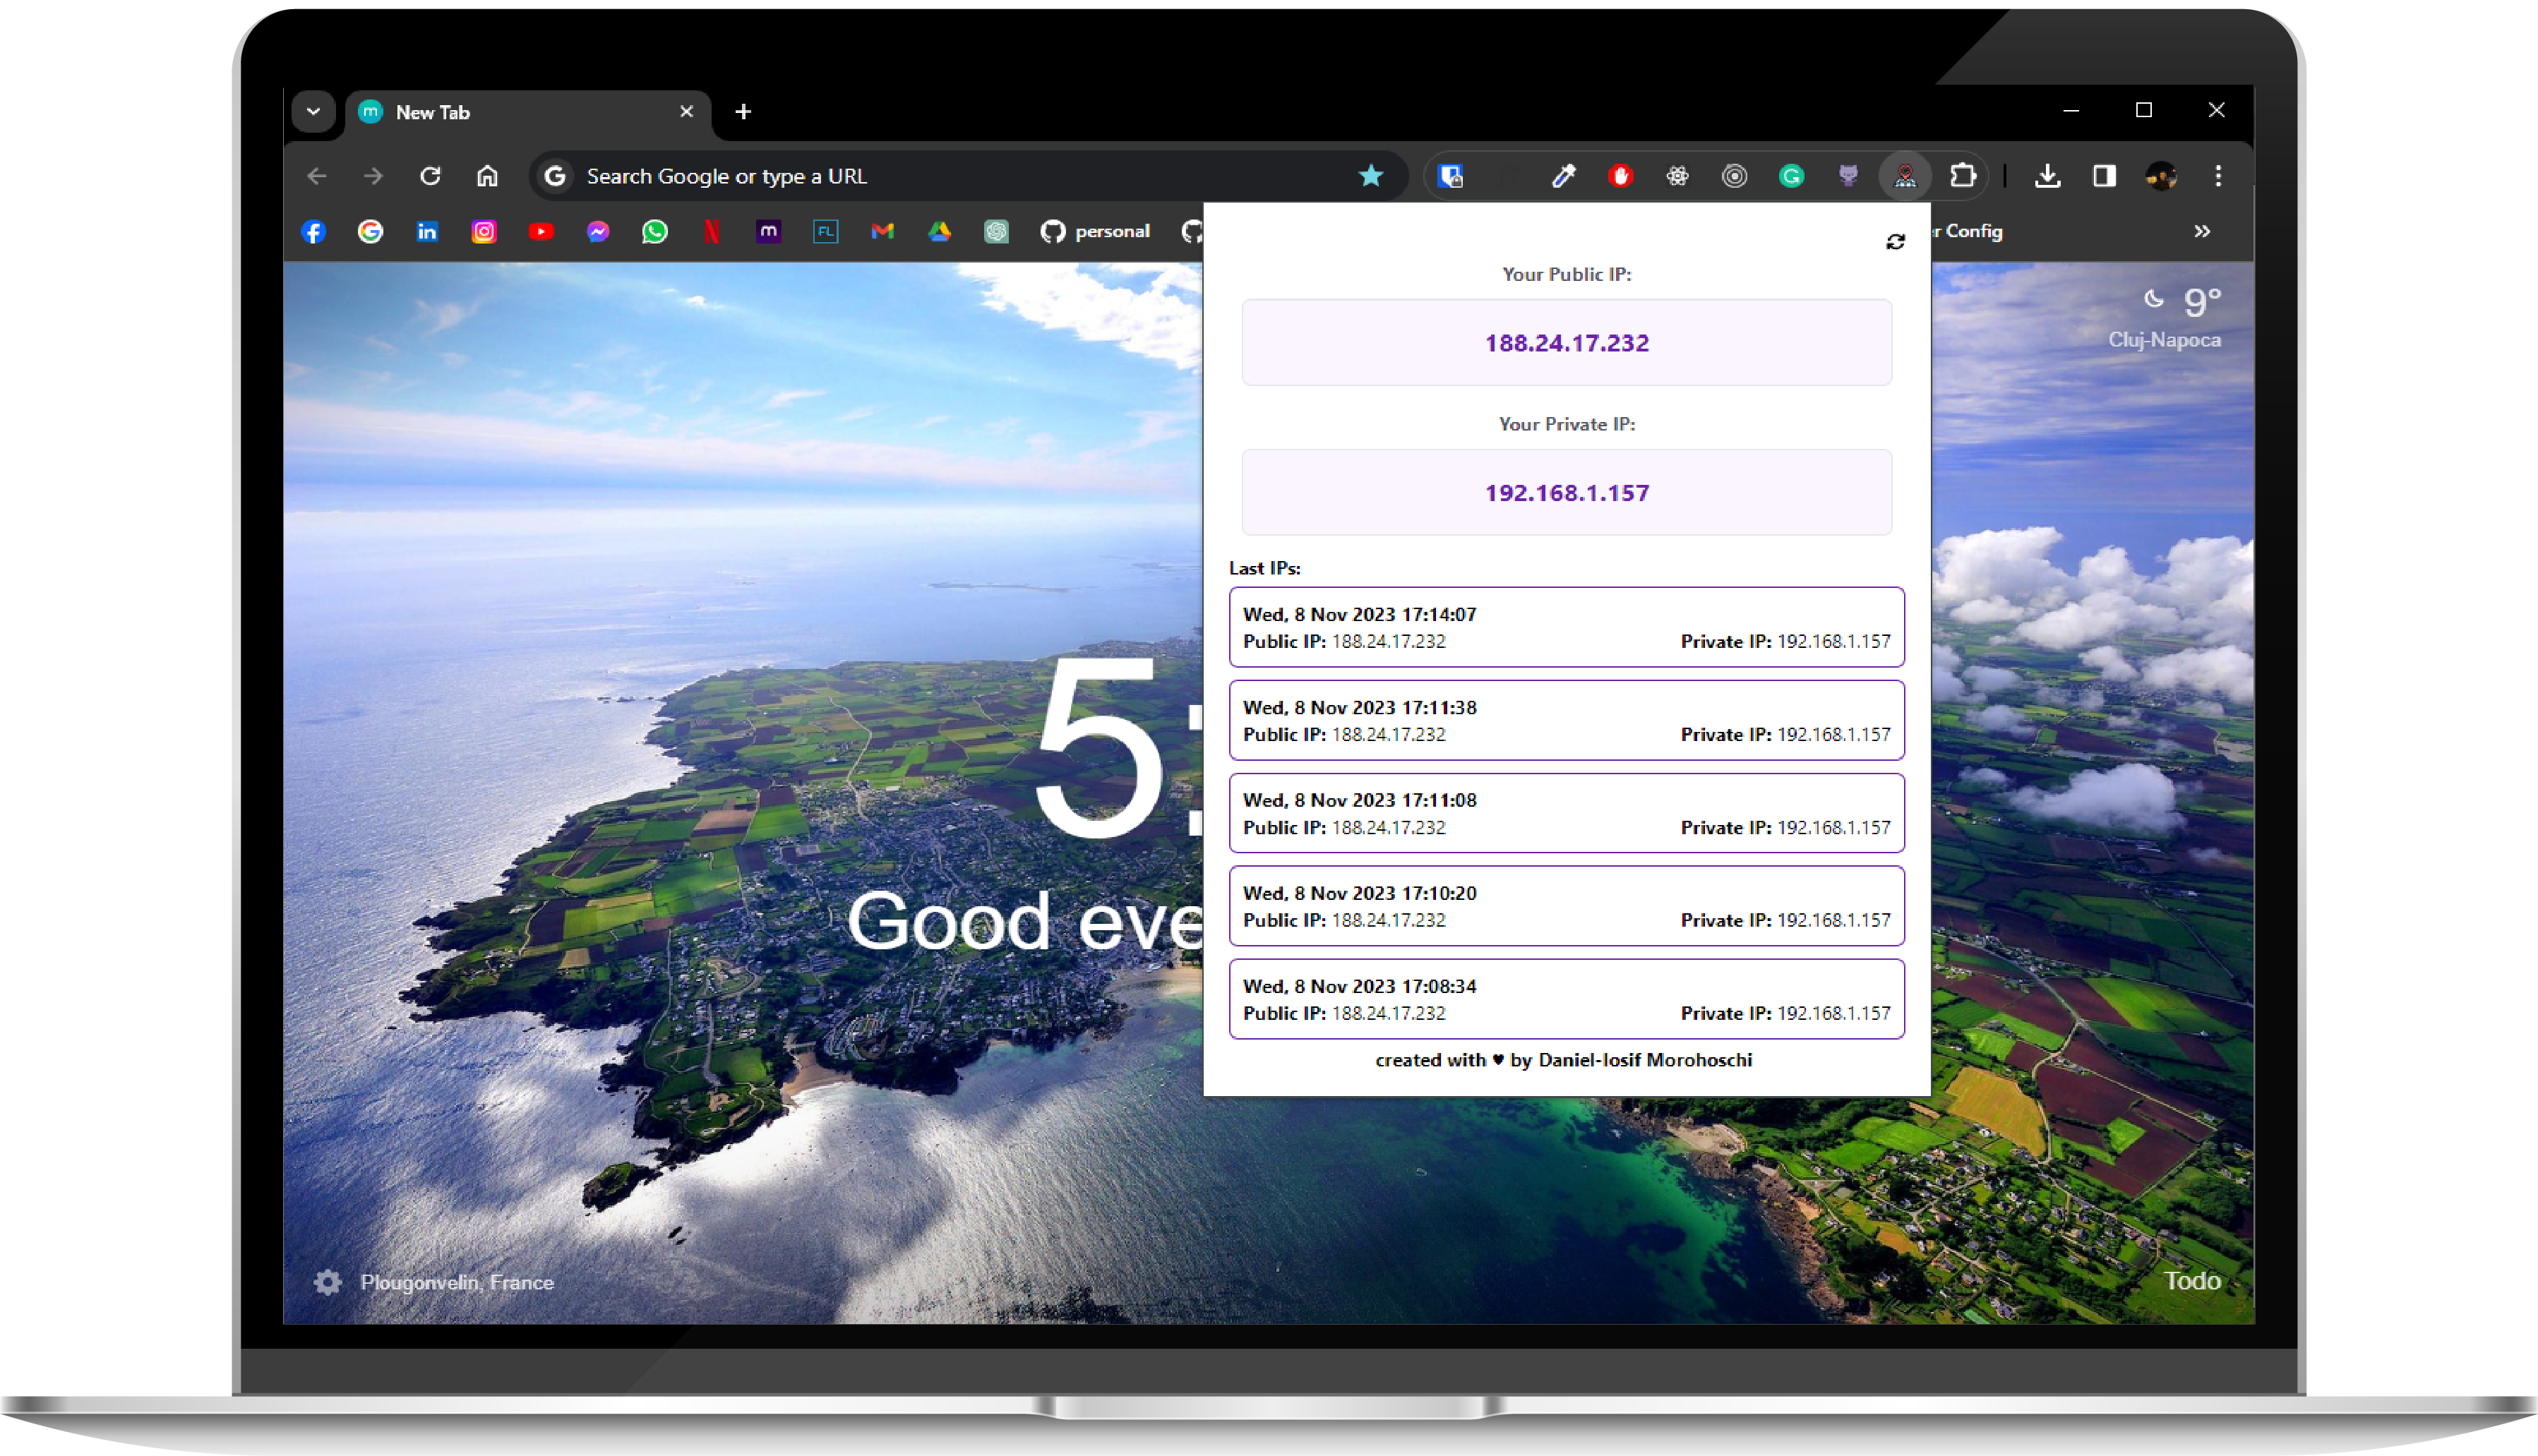 New Tab
Search Google or type a URL
personal
r Config
Your Public IP:
188.24.17.232
Your Private IP:
192.168.1.157
Last IPs:
Wed, 8 Nov 2023 17:14:07
Public IP: 188.24.17.232 Private IP: 192.168.1.157
Wed, 8 Nov 2023 17:11:38
Public IP: 188.24.17.232 Private IP: 192.168.1.157
Wed, 8 Nov 2023 17:11:08
Public IP: 188.24.17.232 Private IP: 192.168.1.157
Wed, 8 Nov 2023 17:10:20
Public IP: 188.24.17.232 Private IP: 192.168.1.157
Wed, 8 Nov 2023 17:08:34
Public IP: 188.24.17.232 Private IP: 192.168.1.157
created with ♥ by Daniel-Iosif Morohoschi
9°
Cluj-Napoca
5:
Good eve
Plougonvelin, France
Todo